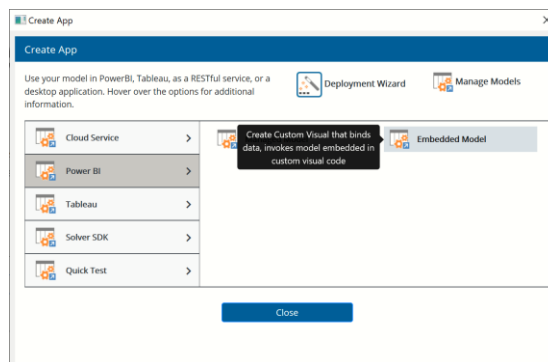 Create App
Create App
Use your model in PowerBI, Tableau, as a RESTful service, or a
desktop application. Hover over the options for additional
information.
Deployment Wizard
Manage Models
Cloud Service
Power BI
Tableau
Solver SDK
Quick Test
Create Custom Visual that binds
data, invokes model embedded in
custom visual code
Embedded Model
Close